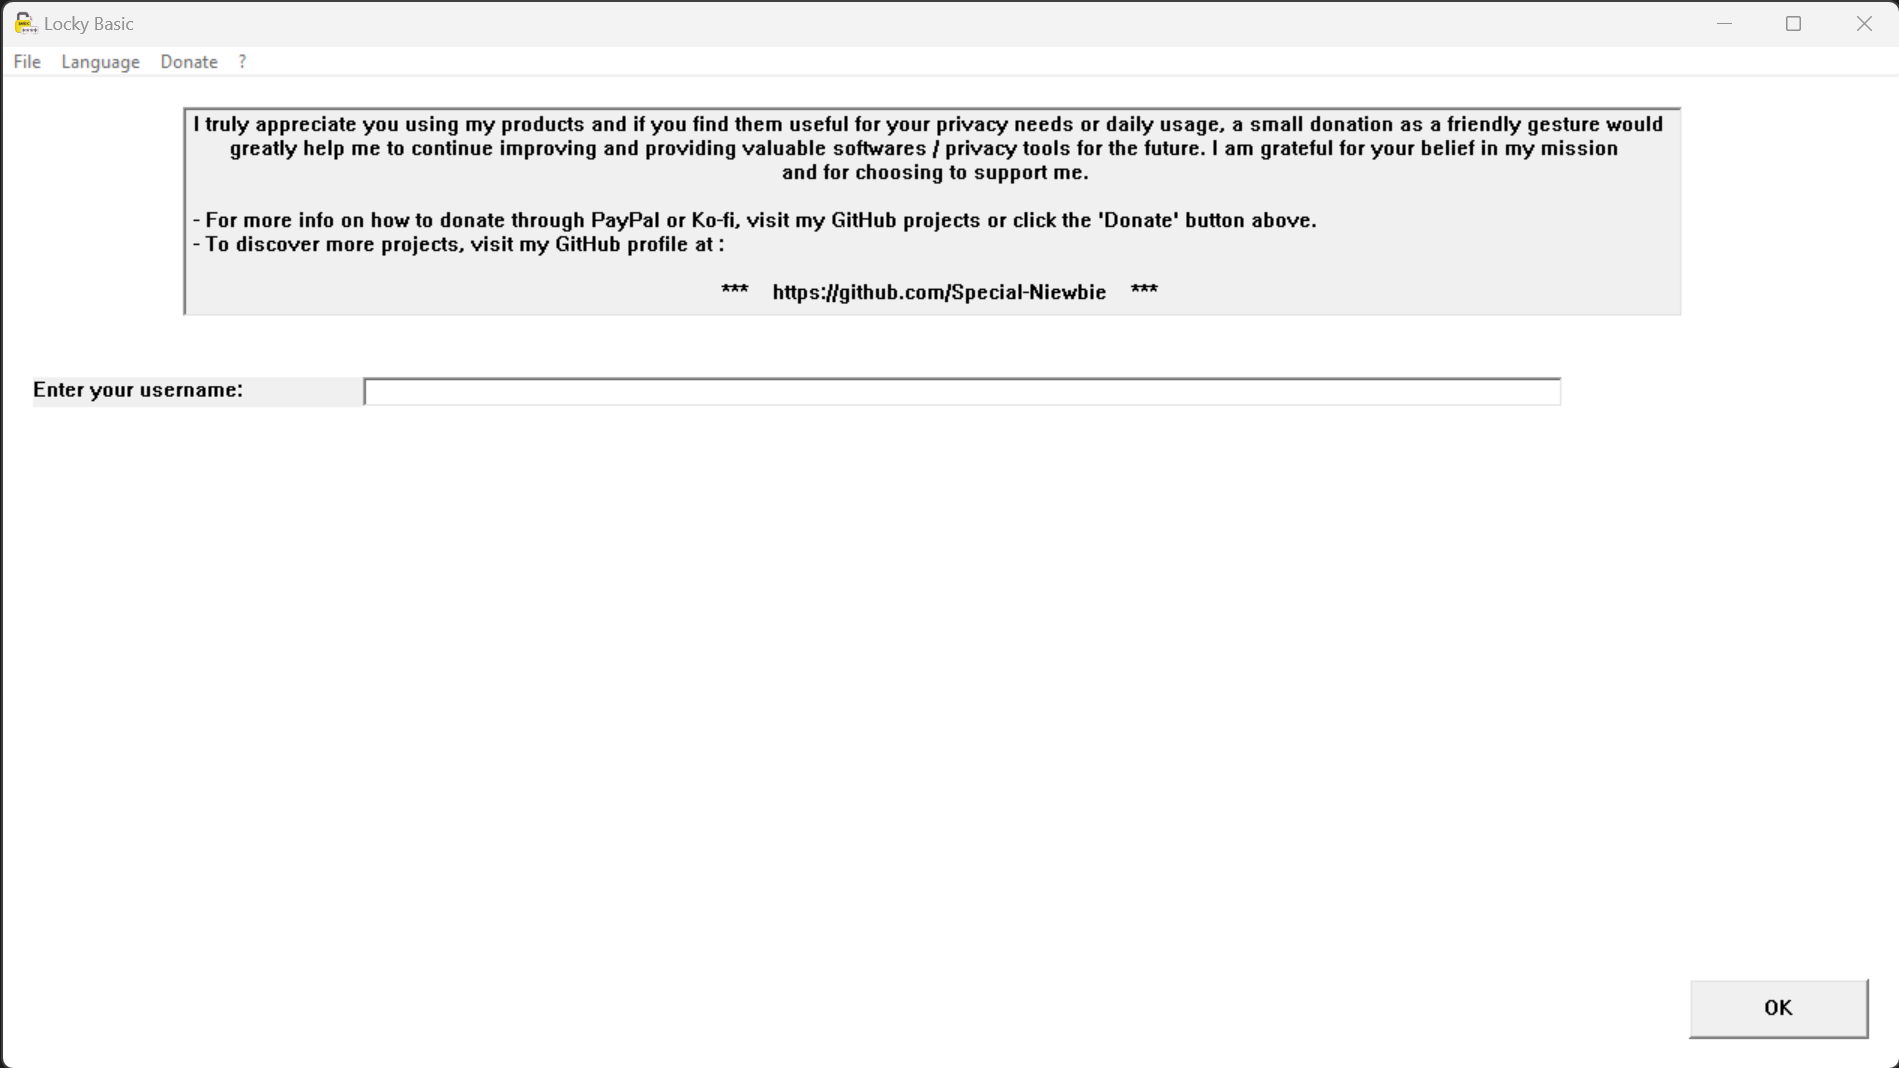 Locky Basic
File Language Donate ?
I truly appreciate you using my products and if you find them useful for your privacy needs or daily usage, a small donation as a friendly gesture would
greatly help me to continue improving and providing valuable softwares / privacy tools for the future. I am grateful for your belief in my mission
and for choosing to support me.
- For more info on how to donate through PayPal or Ko-fi, visit my GitHub projects or click the 'Donate' button above.
- To discover more projects, visit my GitHub profile at :
*** https://github.com/Special-Niewbie ***
Enter your username:
OK